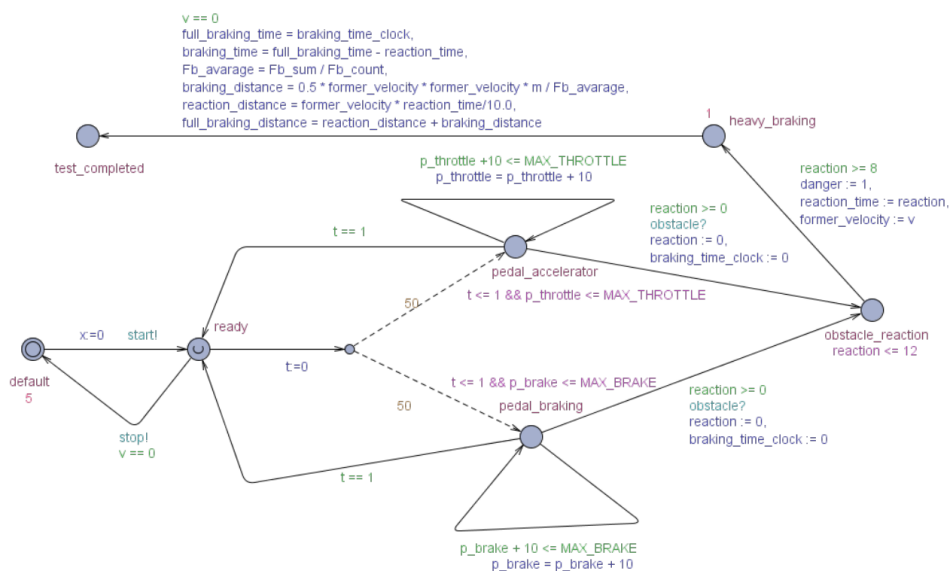 v == 0
full_braking_time = braking_time_clock,
braking_time = full_braking_time - reaction_time,
Fb_avarage = Fb_sum / Fb_count,
braking_distance = 0.5 * former_velocity * former_velocity * m / Fb_avarage,
reaction_distance = former_velocity * reaction_time/10.0,
full_braking_distance = reaction_distance + braking_distance
test_completed
1
heavy_braking
p_throttle +10 <= MAX_THROTTLE
p_throttle = p_throttle + 10
reaction >= 8
danger := 1,
reaction_time := reaction,
former_velocity := v
reaction >= 0
obstacle?
reaction := 0,
braking_time_clock := 0
t == 1
pedal_accelerator
50
t <= 1 && p_throttle <= MAX_THROTTLE
x:=0
start!
ready
default
5
t:=0
obstacle_reaction
reaction <= 12
t <= 1 && p_brake <= MAX_BRAKE
50
pedal_braking
reaction >= 0
obstacle?
reaction := 0,
braking_time_clock := 0
stop!
v == 0
t == 1
p_brake + 10 <= MAX_BRAKE
p_brake = p_brake + 10